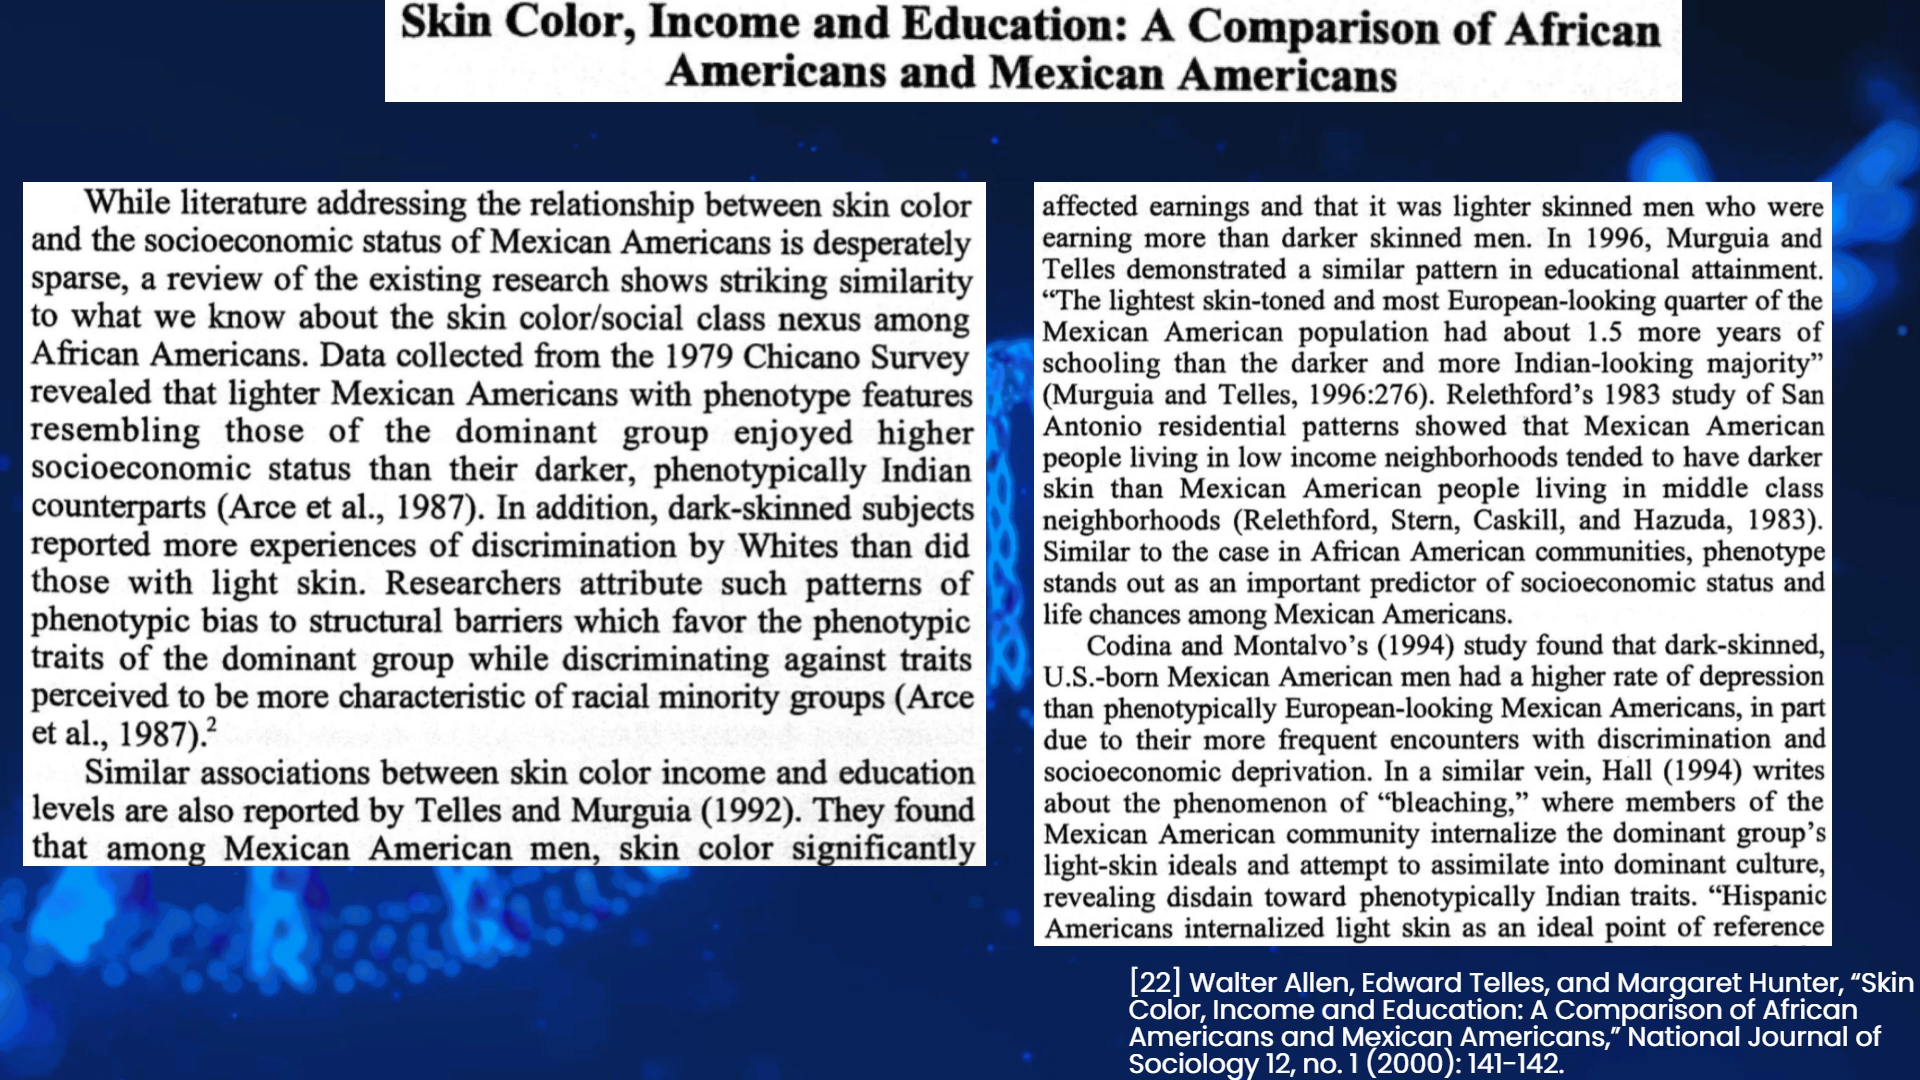 Skin Color, Income and Education: A Comparison of African
Americans and Mexican Americans
While literature addressing the relationship between skin color
and the socioeconomic status of Mexican Americans is desperately
sparse, a review of the existing research shows striking similarity
to what we know about the skin color/social class nexus among
African Americans. Data collected from the 1979 Chicano Survey
revealed that lighter Mexican Americans with phenotype features
resembling those of the dominant group enjoyed higher
socioeconomic status than their darker, phenotypically Indian
counterparts (Arce et al., 1987). In addition, dark-skinned subjects
reported more experiences of discrimination by Whites than did
those with light skin. Researchers attribute such patterns of
phenotypic bias to structural barriers which favor the phenotypic
traits of the dominant group while discriminating against traits
perceived to be more characteristic of racial minority groups (Arce
et al., 1987).²
Similar associations between skin color income and education
levels are also reported by Telles and Murguia (1992). They found
that among Mexican American men, skin color significantly
affected earnings and that it was lighter skinned men who were
earning more than darker skinned men. In 1996, Murguia and
Telles demonstrated a similar pattern in educational attainment.
“The lightest skin-toned and most European-looking quarter of the
Mexican American population had about 1.5 more years of
schooling than the darker and more Indian-looking majority”
(Murguia and Telles, 1996:276). Relethford’s 1983 study of San
Antonio residential patterns showed that Mexican American
people living in low income neighborhoods tended to have darker
skin than Mexican American people living in middle class
neighborhoods (Relethford, Stern, Caskill, and Hazuda, 1983).
Similar to the case in African American communities, phenotype
stands out as an important predictor of socioeconomic status and
life chances among Mexican Americans.
Codina and Montalvo’s (1994) study found that dark-skinned,
U.S.-born Mexican American men had a higher rate of depression
than phenotypically European-looking Mexican Americans, in part
due to their more frequent encounters with discrimination and
socioeconomic deprivation. In a similar vein, Hall (1994) writes
about the phenomenon of “bleaching,” where members of the
Mexican American community internalize the dominant group’s
light-skin ideals and attempt to assimilate into dominant culture,
revealing disdain toward phenotypically Indian traits. “Hispanic
Americans internalized light skin as an ideal point of reference
[22] Walter Allen, Edward Telles, and Margaret Hunter, “Skin
Color, Income and Education: A Comparison of African
Americans and Mexican Americans,” National Journal of
Sociology 12, no. 1 (2000): 141-142.